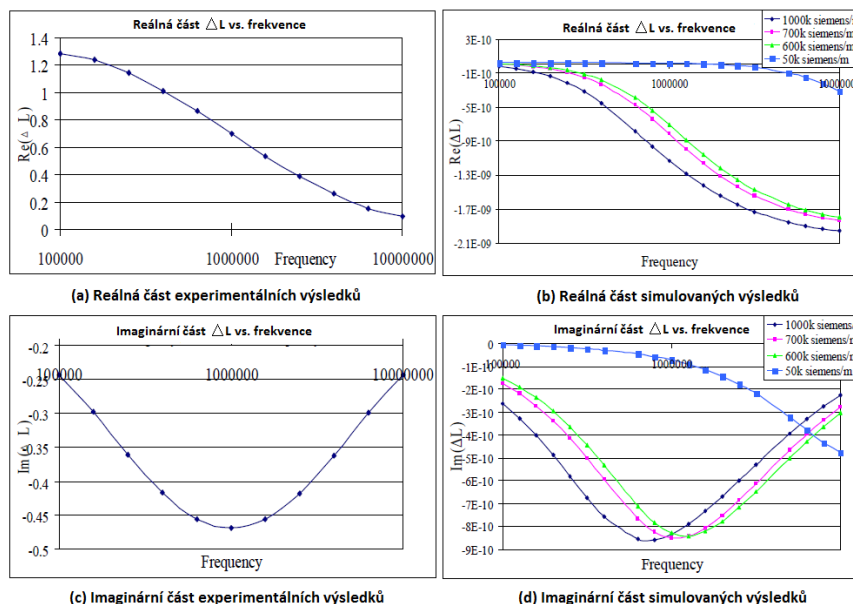 Reálná část △L vs. frekvence
1.4
1.2
1
0.8
0.6
0.4
0.2
0
Re(△ L)
100000
1000000
Frequency
10000000
(a) Reálná část experimentálních výsledků
Reálná část △L vs. frekvence
1000k siemens/
700k siemens/m
600k siemens/m
50k siemens/m
3E-10
-1E-10
-5E-10
-9E-10
-1.3E-09
-1.7E-09
-2.1E-09
Re(ΔL)
100000
1000000
Frequency
(b) Reálná část simulovaných výsledků
Imaginární část △L vs. frekvence
-0.2
-0.25
-0.3
-0.35
-0.4
-0.45
-0.5
100000
1000000
10000000
Frequency
(c) Imaginární část experimentálních výsledků
Imaginární část △L vs. frekvence
1000k siemens/
700k siemens/m
600k siemens/m
50k siemens/m
0
-1E-10
-2E-10
-3E-10
-4E-10
-5E-10
-6E-10
-7E-10
-8E-10
-9E-10
Im(ΔL)
100000
1000000
Frequency
(d) Imaginární část simulovaných výsledků